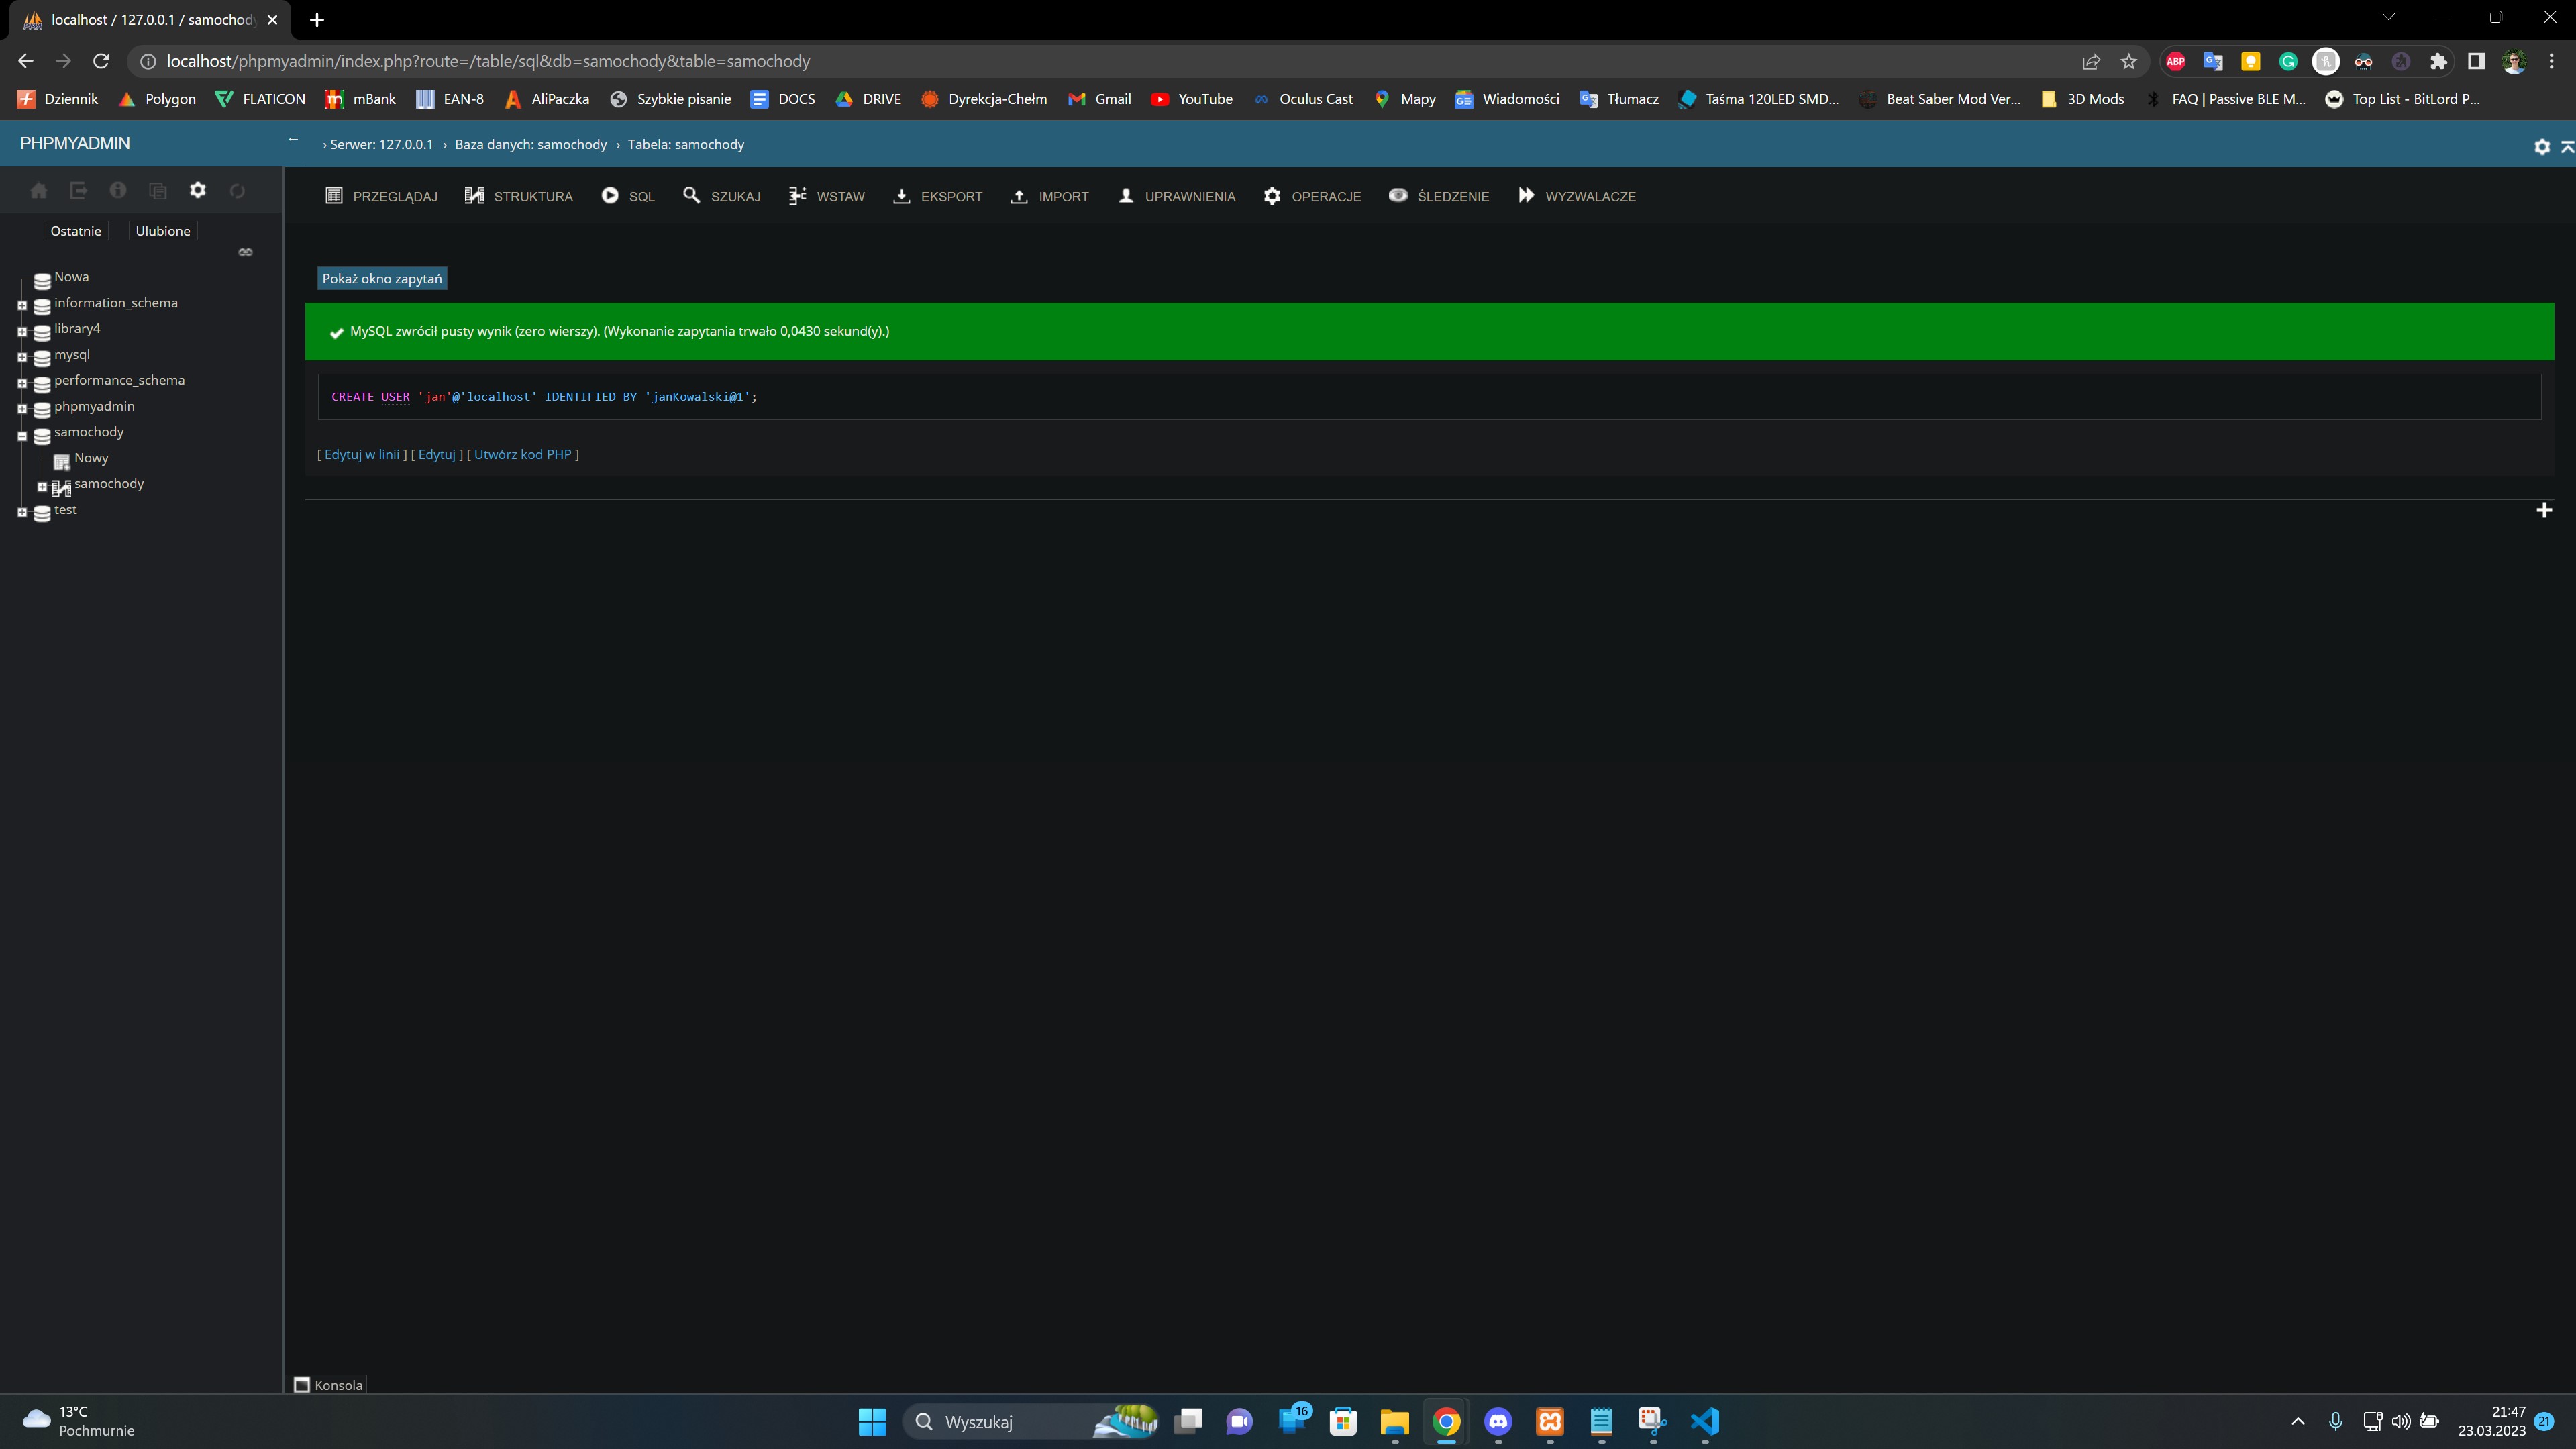 localhost / 127.0.0.1 / samochody
localhost/phpmyadmin/index.php?route=/table/sql&db=samochody&table=samochody
ABP
Dziennik Polygon FLATICON mBank EAN-8 AliPaczka Szybkie pisanie DOCS DRIVE Dyrekcja-Chełm Gmail YouTube Oculus Cast Mapy Wiadomości Tłumacz Taśma 120LED SMD... Beat Saber Mod Ver... 3D Mods FAQ | Passive BLE M... Top List - BitLord P...
PHPMYADMIN
← › Serwer: 127.0.0.1 › Baza danych: samochody › Tabela: samochody
PRZEGLĄDAJ STRUKTURA SQL SZUKAJ WSTAW EKSPORT IMPORT UPRAWNIENIA OPERACJE ŚLEDZENIE WYZWALACZE
Ostatnie Ulubione
Nowa
information_schema
library4
mysql
performance_schema
phpmyadmin
samochody
Nowy
samochody
test
Pokaż okno zapytań
MySQL zwrócił pusty wynik (zero wierszy). (Wykonanie zapytania trwało 0,0430 sekund(y).)
CREATE USER 'jan'@'localhost' IDENTIFIED BY 'janKowalski@1';
[ Edytuj w linii ] [ Edytuj ] [ Utwórz kod PHP ]
Konsola
13°C
Pochmurnie
Wyszukaj
16
21:47
23.03.2023
21